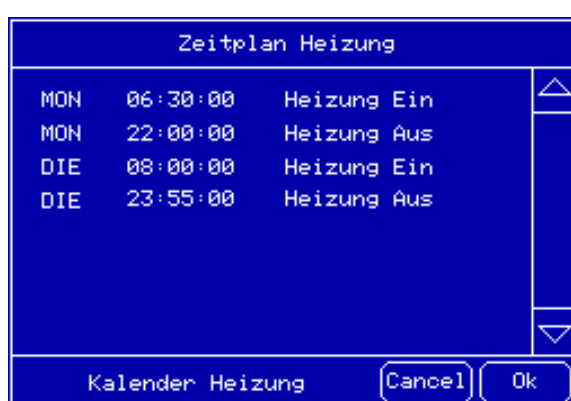 Zeitplan Heizung
MON 06:30:00 Heizung Ein
MON 22:00:00 Heizung Aus
DIE 08:00:00 Heizung Ein
DIE 23:55:00 Heizung Aus
Kalender Heizung Cancel Ok